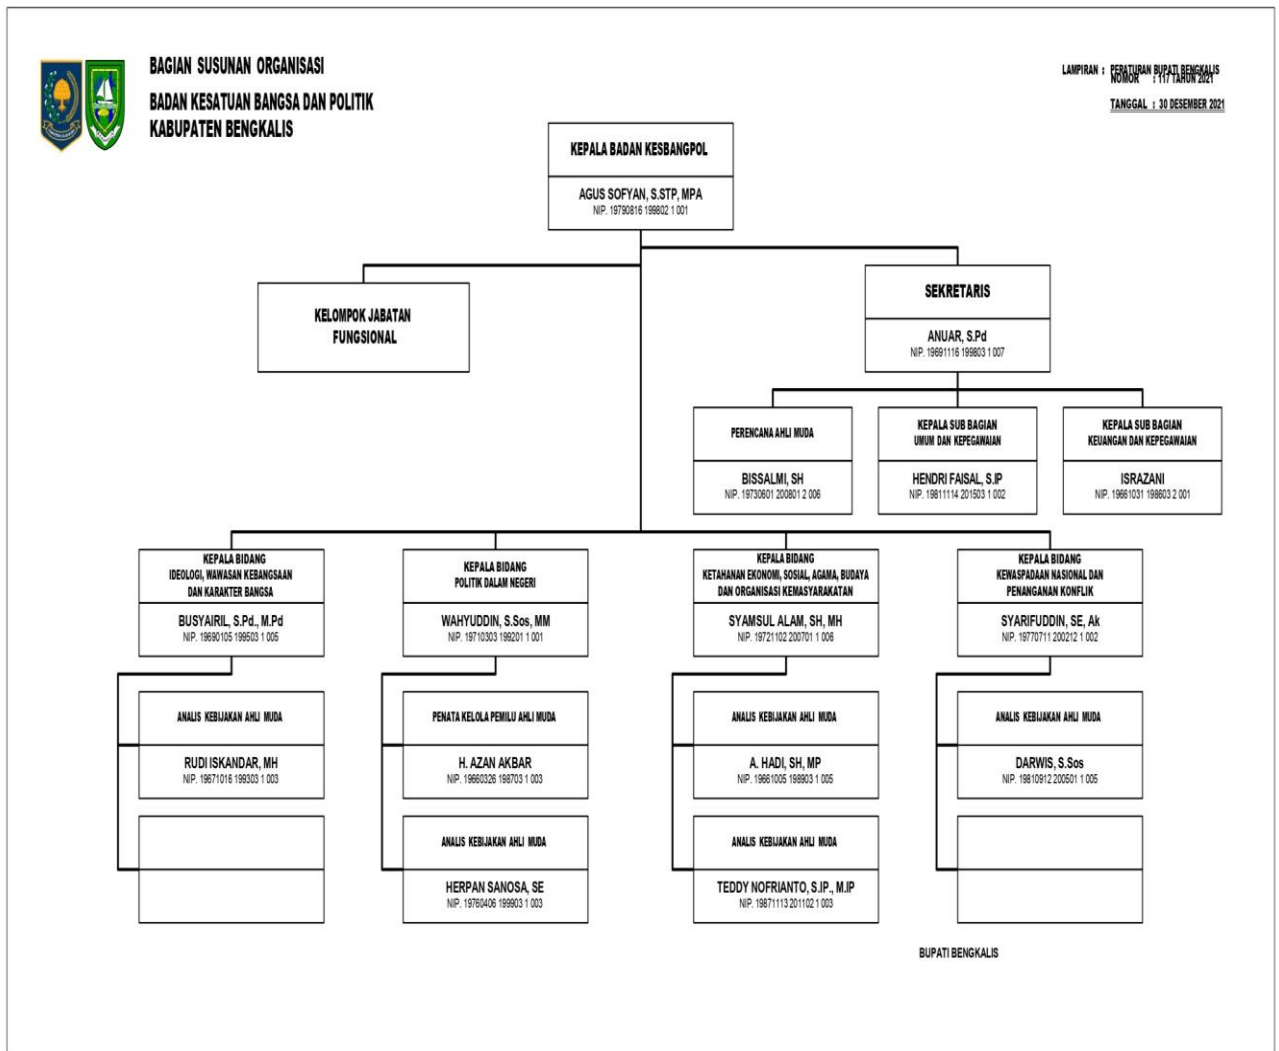 BAGIAN SUSUNAN ORGANISASI
BADAN KESATUAN BANGSA DAN POLITIK
KABUPATEN BENGKALIS
LAMPIRAN : PERATURAN BUPATI BENGKALIS
NOMOR : 117 TAHUN 2021
TANGGAL : 30 DESEMBER 2021
KEPALA BADAN KESBANGPOL
AGUS SOFYAN, S.STP, MPA
NIP. 19790816 199802 1 001
KELOMPOK JABATAN
FUNGSIONAL
SEKRETARIS
ANUAR, S.Pd
NIP. 19691116 199803 1 007
PERENCANA AHLI MUDA
BISSALMI, SH
NIP. 19730601 200801 2 006
KEPALA SUB BAGIAN
UMUM DAN KEPEGAWAIAN
HENDRI FAISAL, S.IP
NIP. 19811114 201503 1 002
KEPALA SUB BAGIAN
KEUANGAN DAN KEPEGAWAIAN
ISRAZANI
NIP. 19661031 198603 2 001
KEPALA BIDANG
IDEOLOGI, WAWASAN KEBANGSAAN
DAN KARAKTER BANGSA
BUSYAIRIL, S.Pd., M.Pd
NIP. 19690105 199503 1 005
KEPALA BIDANG
POLITIK DALAM NEGERI
WAHYUDDIN, S.Sos, MM
NIP. 19710303 199201 1 001
KEPALA BIDANG
KETAHANAN EKONOMI, SOSIAL, AGAMA, BUDAYA
DAN ORGANISASI KEMASYARAKATAN
SYAMSUL ALAM, SH, MH
NIP. 19721102 200701 1 006
KEPALA BIDANG
KEWASPADAAN NASIONAL DAN
PENANGANAN KONFLIK
SYARIFUDDIN, SE, Ak
NIP. 19770711 200212 1 002
ANALIS KEBIJAKAN AHLI MUDA
RUDI ISKANDAR, MH
NIP. 19671016 199303 1 003
PENATA KELOLA PEMILU AHLI MUDA
H. AZAN AKBAR
NIP. 19660326 198703 1 003
ANALIS KEBIJAKAN AHLI MUDA
A. HADI, SH, MP
NIP. 19661005 198903 1 005
ANALIS KEBIJAKAN AHLI MUDA
DARWIS, S.Sos
NIP. 19810912 200501 1 005
ANALIS KEBIJAKAN AHLI MUDA
HERPAN SANOSA, SE
NIP. 19760406 199903 1 003
ANALIS KEBIJAKAN AHLI MUDA
TEDDY NOFRIANTO, S.IP., M.IP
NIP. 19871113 201102 1 003
BUPATI BENGKALIS